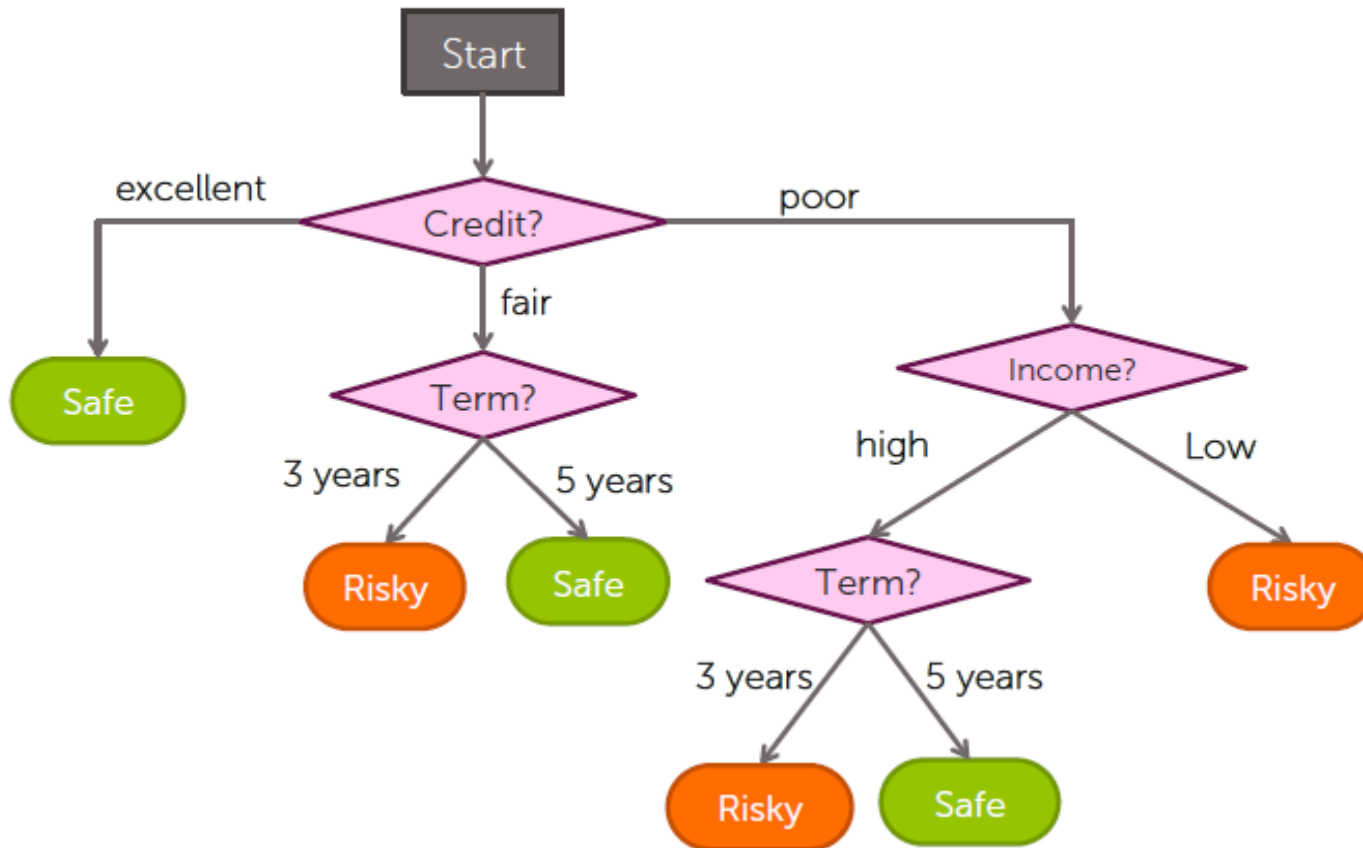 Start
excellent
Credit?
poor
fair
Safe
Term?
Income?
3 years
5 years
high
Low
Risky
Safe
Term?
Risky
3 years
5 years
Risky
Safe